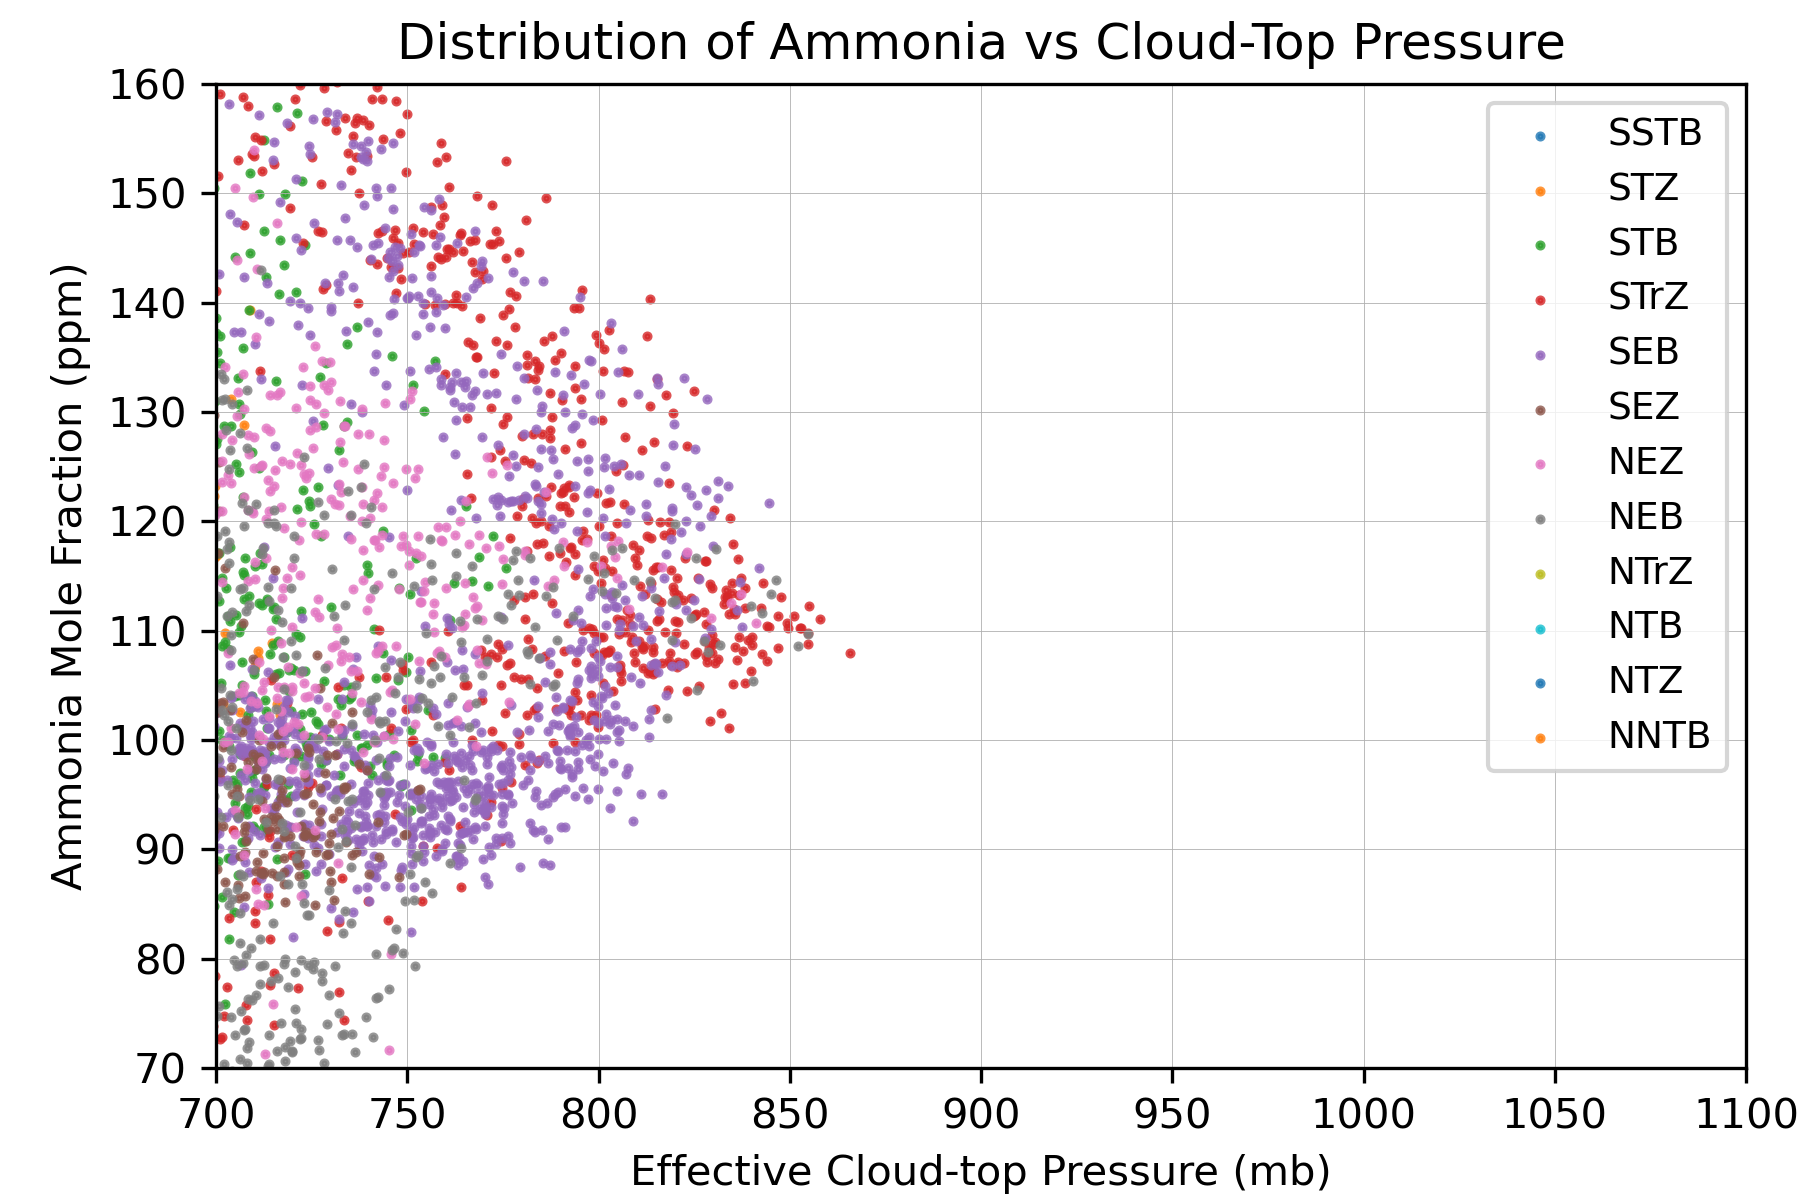 Distribution of Ammonia vs Cloud-Top Pressure
160
150
140
130
120
110
100
90
80
70
Ammonia Mole Fraction (ppm)
SSTB
STZ
STB
STrZ
SEB
SEZ
NEZ
NEB
NTrZ
NTB
NTZ
NNTB
700 750 800 850 900 950 1000 1050 1100
Effective Cloud-top Pressure (mb)